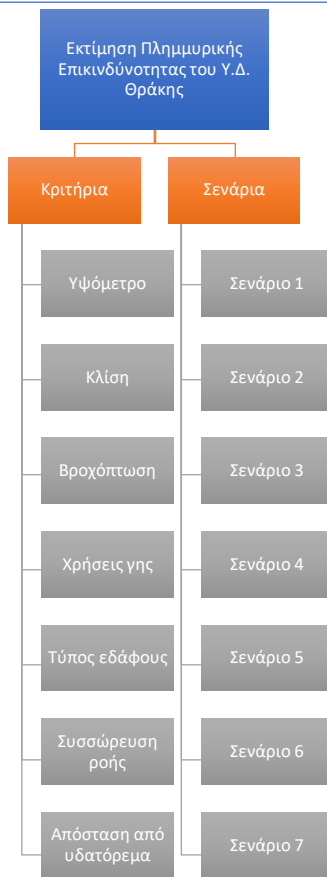 Εκτίμηση Πλημμυρικής
Επικινδύνοτητας του Υ.Δ.
Θράκης
Κριτήρια
Σενάρια
Υψόμετρο
Σενάριο 1
Κλίση
Σενάριο 2
Βροχόπτωση
Σενάριο 3
Χρήσεις γης
Σενάριο 4
Τύπος εδάφους
Σενάριο 5
Συσσώρευση
ροής
Σενάριο 6
Απόσταση από
υδατόρεμα
Σενάριο 7